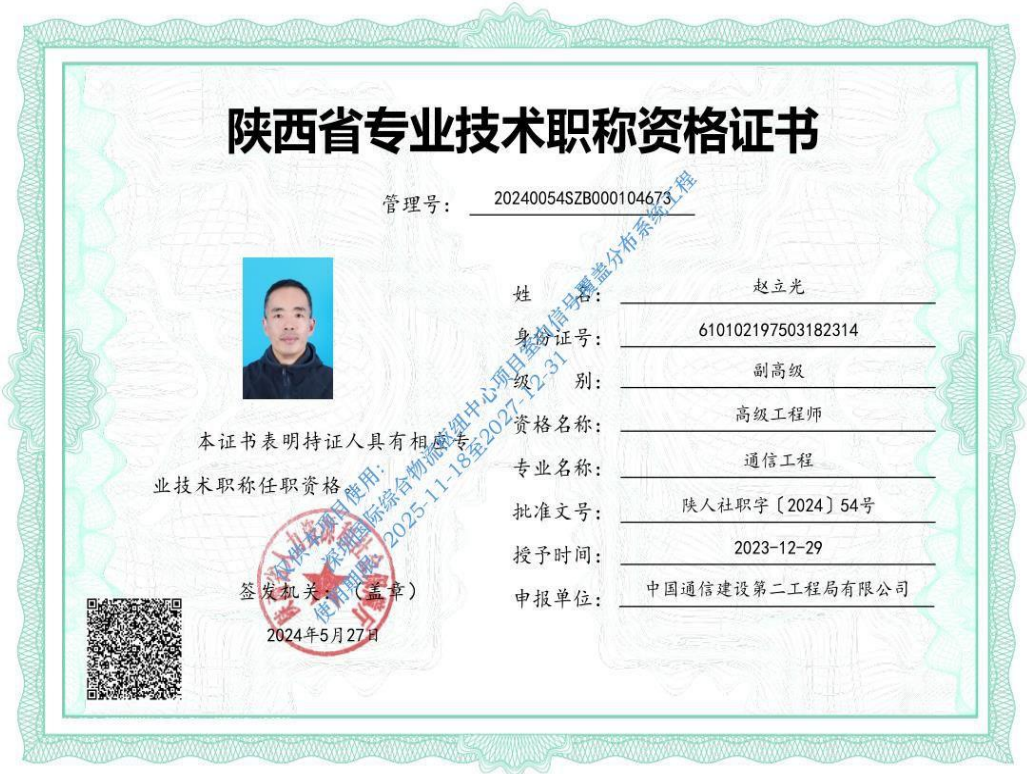 陕西省专业技术职称资格证书
管理号： 20240054SZB000104673
姓 名： 赵立光
身份证号： 610102197503182314
级 别： 副高级
资格名称： 高级工程师
专业名称： 通信工程
批准文号： 陕人社职字〔2024〕54号
授予时间： 2023-12-29
申报单位： 中国通信建设第二工程局有限公司
本证书表明持证人具有相应专
业技术职称任职资格。
签发机关：（盖章）
2024年5月27日
仅供本项目使用：
深圳国际综合物流枢纽中心项目室内信号覆盖分布系统工程
使用期限：2025-11-18至2027-12-31